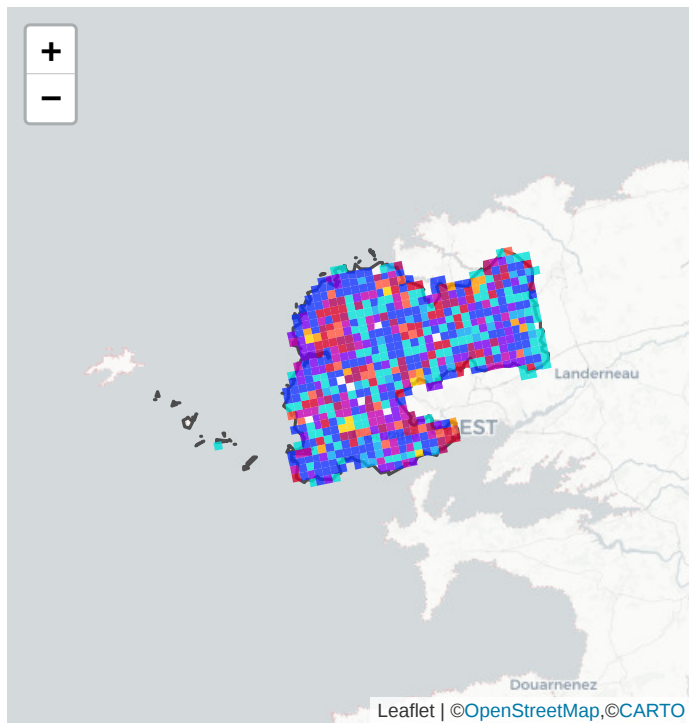 +
−
Landerneau
EST
Douarnenez
Leaflet | ©OpenStreetMap,©CARTO